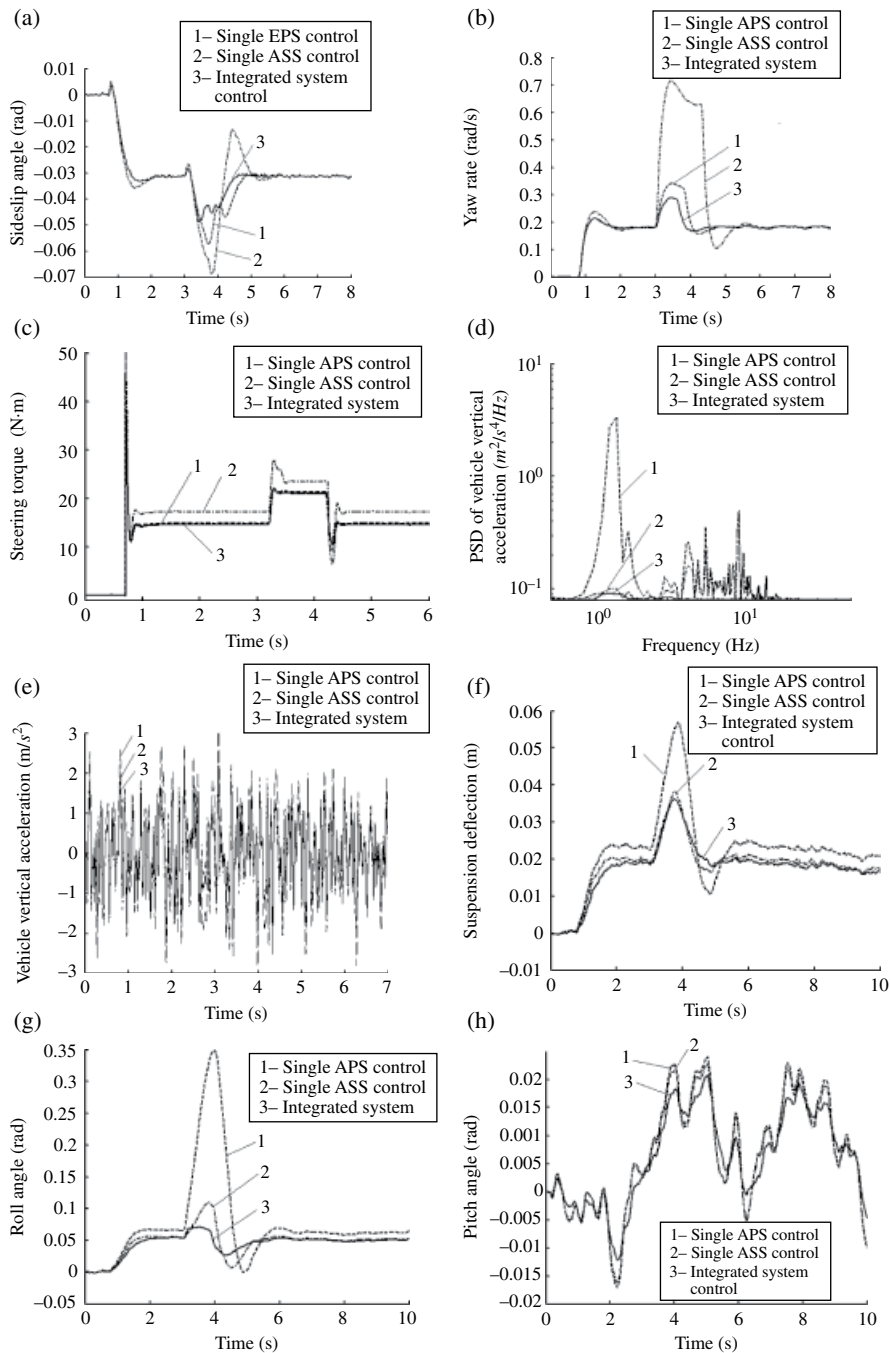 (a)
1– Single EPS control
2– Single ASS control
3– Integrated system
control
Sideslip angle (rad)
0.01
0
−0.01
−0.02
−0.03
−0.04
−0.05
−0.06
−0.07
3
1
2
0 1 2 3 4 5 6 7 8
Time (s)
(b)
1– Single APS control
2– Single ASS control
3– Integrated system
Yaw rate (rad/s)
0.8
0.7
0.6
0.5
0.4
0.3
0.2
0.1
0
1
2
3
0 1 2 3 4 5 6 7 8
Time (s)
(c)
1– Single APS control
2– Single ASS control
3– Integrated system
Steering torque (N·m)
50
40
30
20
10
0
1
2
3
0 1 2 3 4 5 6
Time (s)
(d)
1– Single APS control
2– Single ASS control
3– Integrated system
PSD of vehicle vertical
acceleration (m²/s⁴/Hz)
10¹
10⁰
10⁻¹
1
2
3
10⁰ 10¹
Frequency (Hz)
(e)
1– Single APS control
2– Single ASS control
3– Integrated system
Vehicle vertical acceleration (m/s²)
3
2
1
0
−1
−2
−3
1
2
3
0 1 2 3 4 5 6 7
Time (s)
(f)
1– Single APS control
2– Single ASS control
3– Integrated system
control
Suspension deflection (m)
0.06
0.05
0.04
0.03
0.02
0.01
0
−0.01
1
2
3
0 2 4 6 8 10
Time (s)
(g)
1– Single APS control
2– Single ASS control
3– Integrated system
Roll angle (rad)
0.35
0.3
0.25
0.2
0.15
0.1
0.05
0
−0.05
1
2
3
0 2 4 6 8 10
Time (s)
(h)
Pitch angle (rad)
0.02
0.015
0.01
0.005
0
−0.005
−0.01
−0.015
−0.02
1
2
3
1– Single APS control
2– Single ASS control
3– Integrated system
control
0 2 4 6 8 10
Time (s)